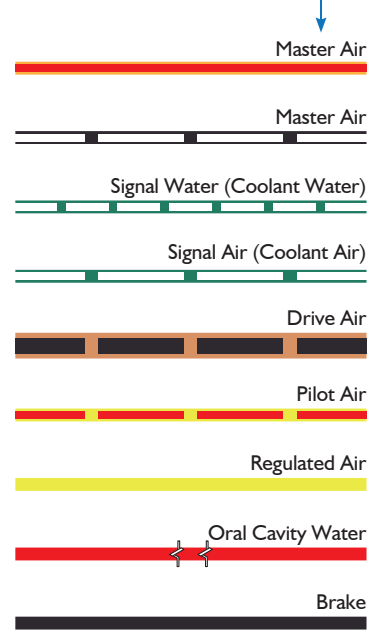 Master Air
Master Air
Signal Water (Coolant Water)
Signal Air (Coolant Air)
Drive Air
Pilot Air
Regulated Air
Oral Cavity Water
Brake